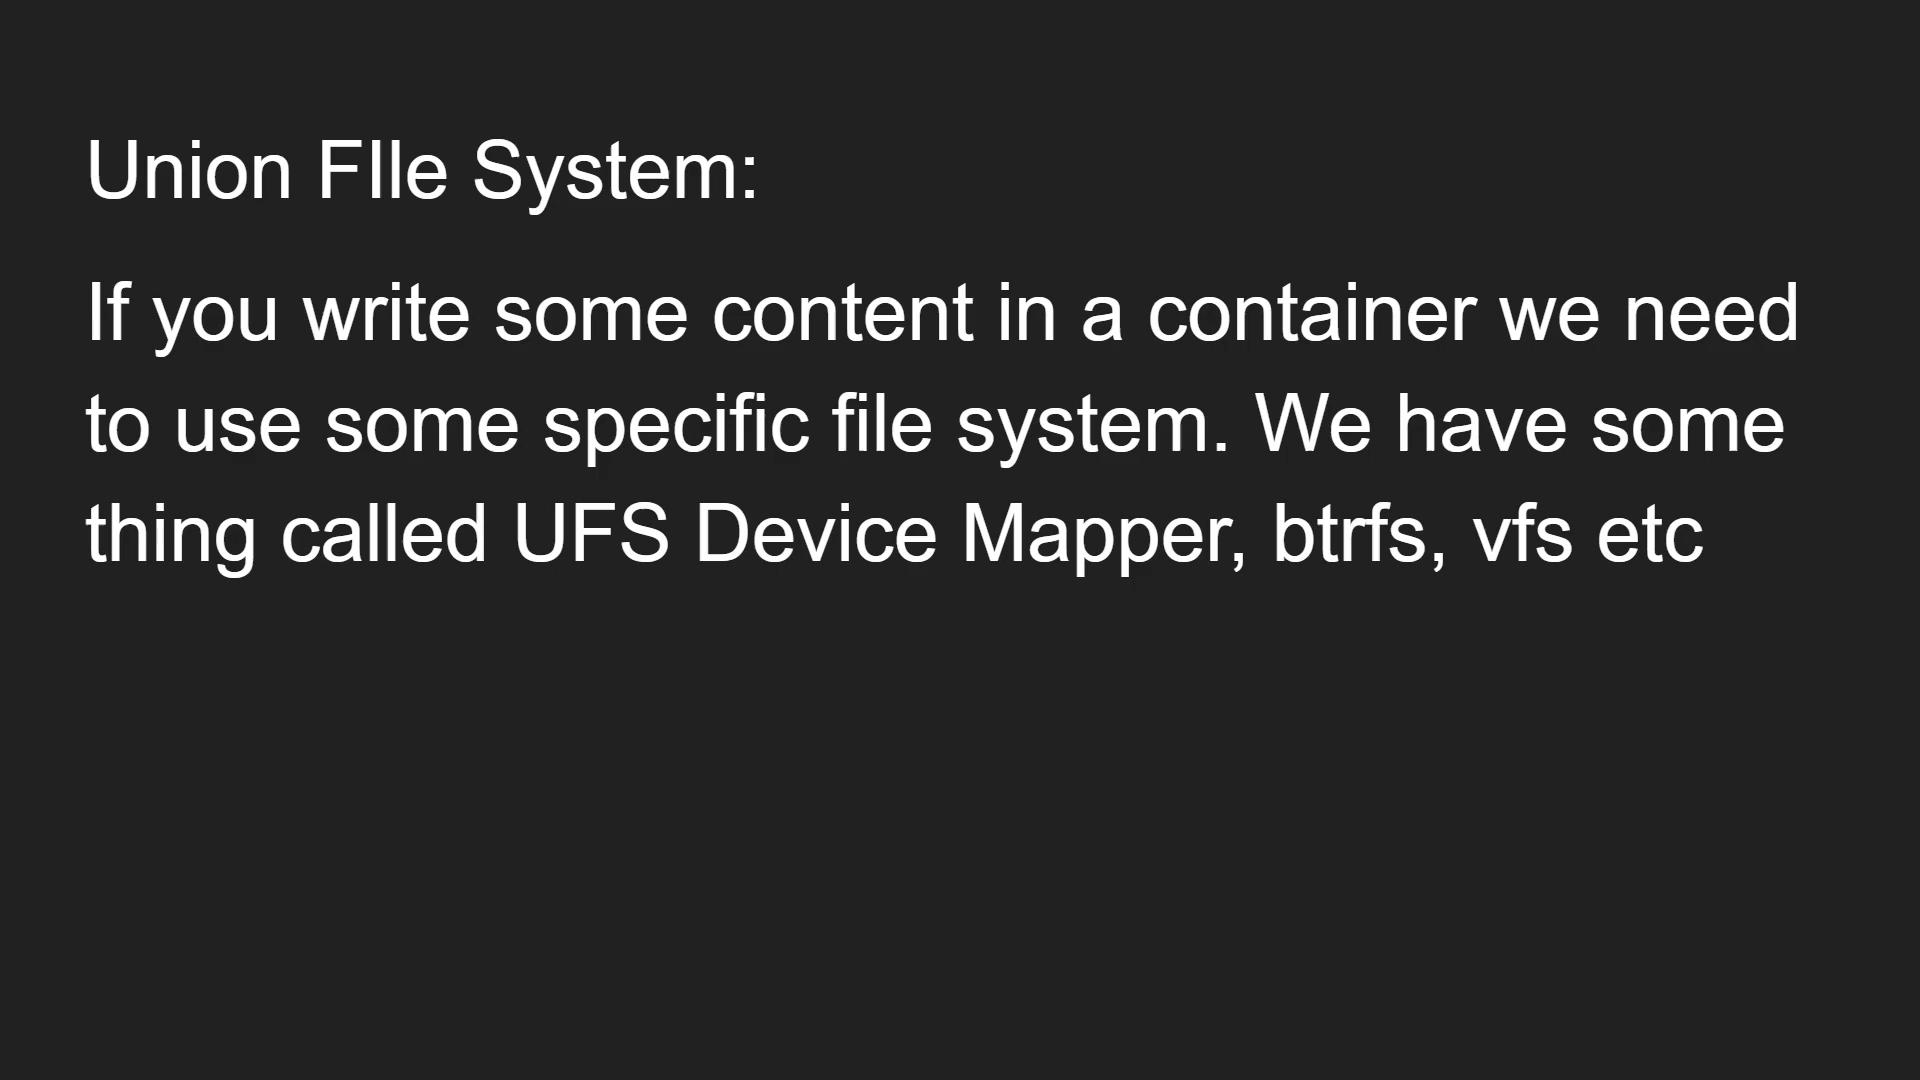 Union FIle System:
If you write some content in a container we need
to use some specific file system. We have some
thing called UFS Device Mapper, btrfs, vfs etc